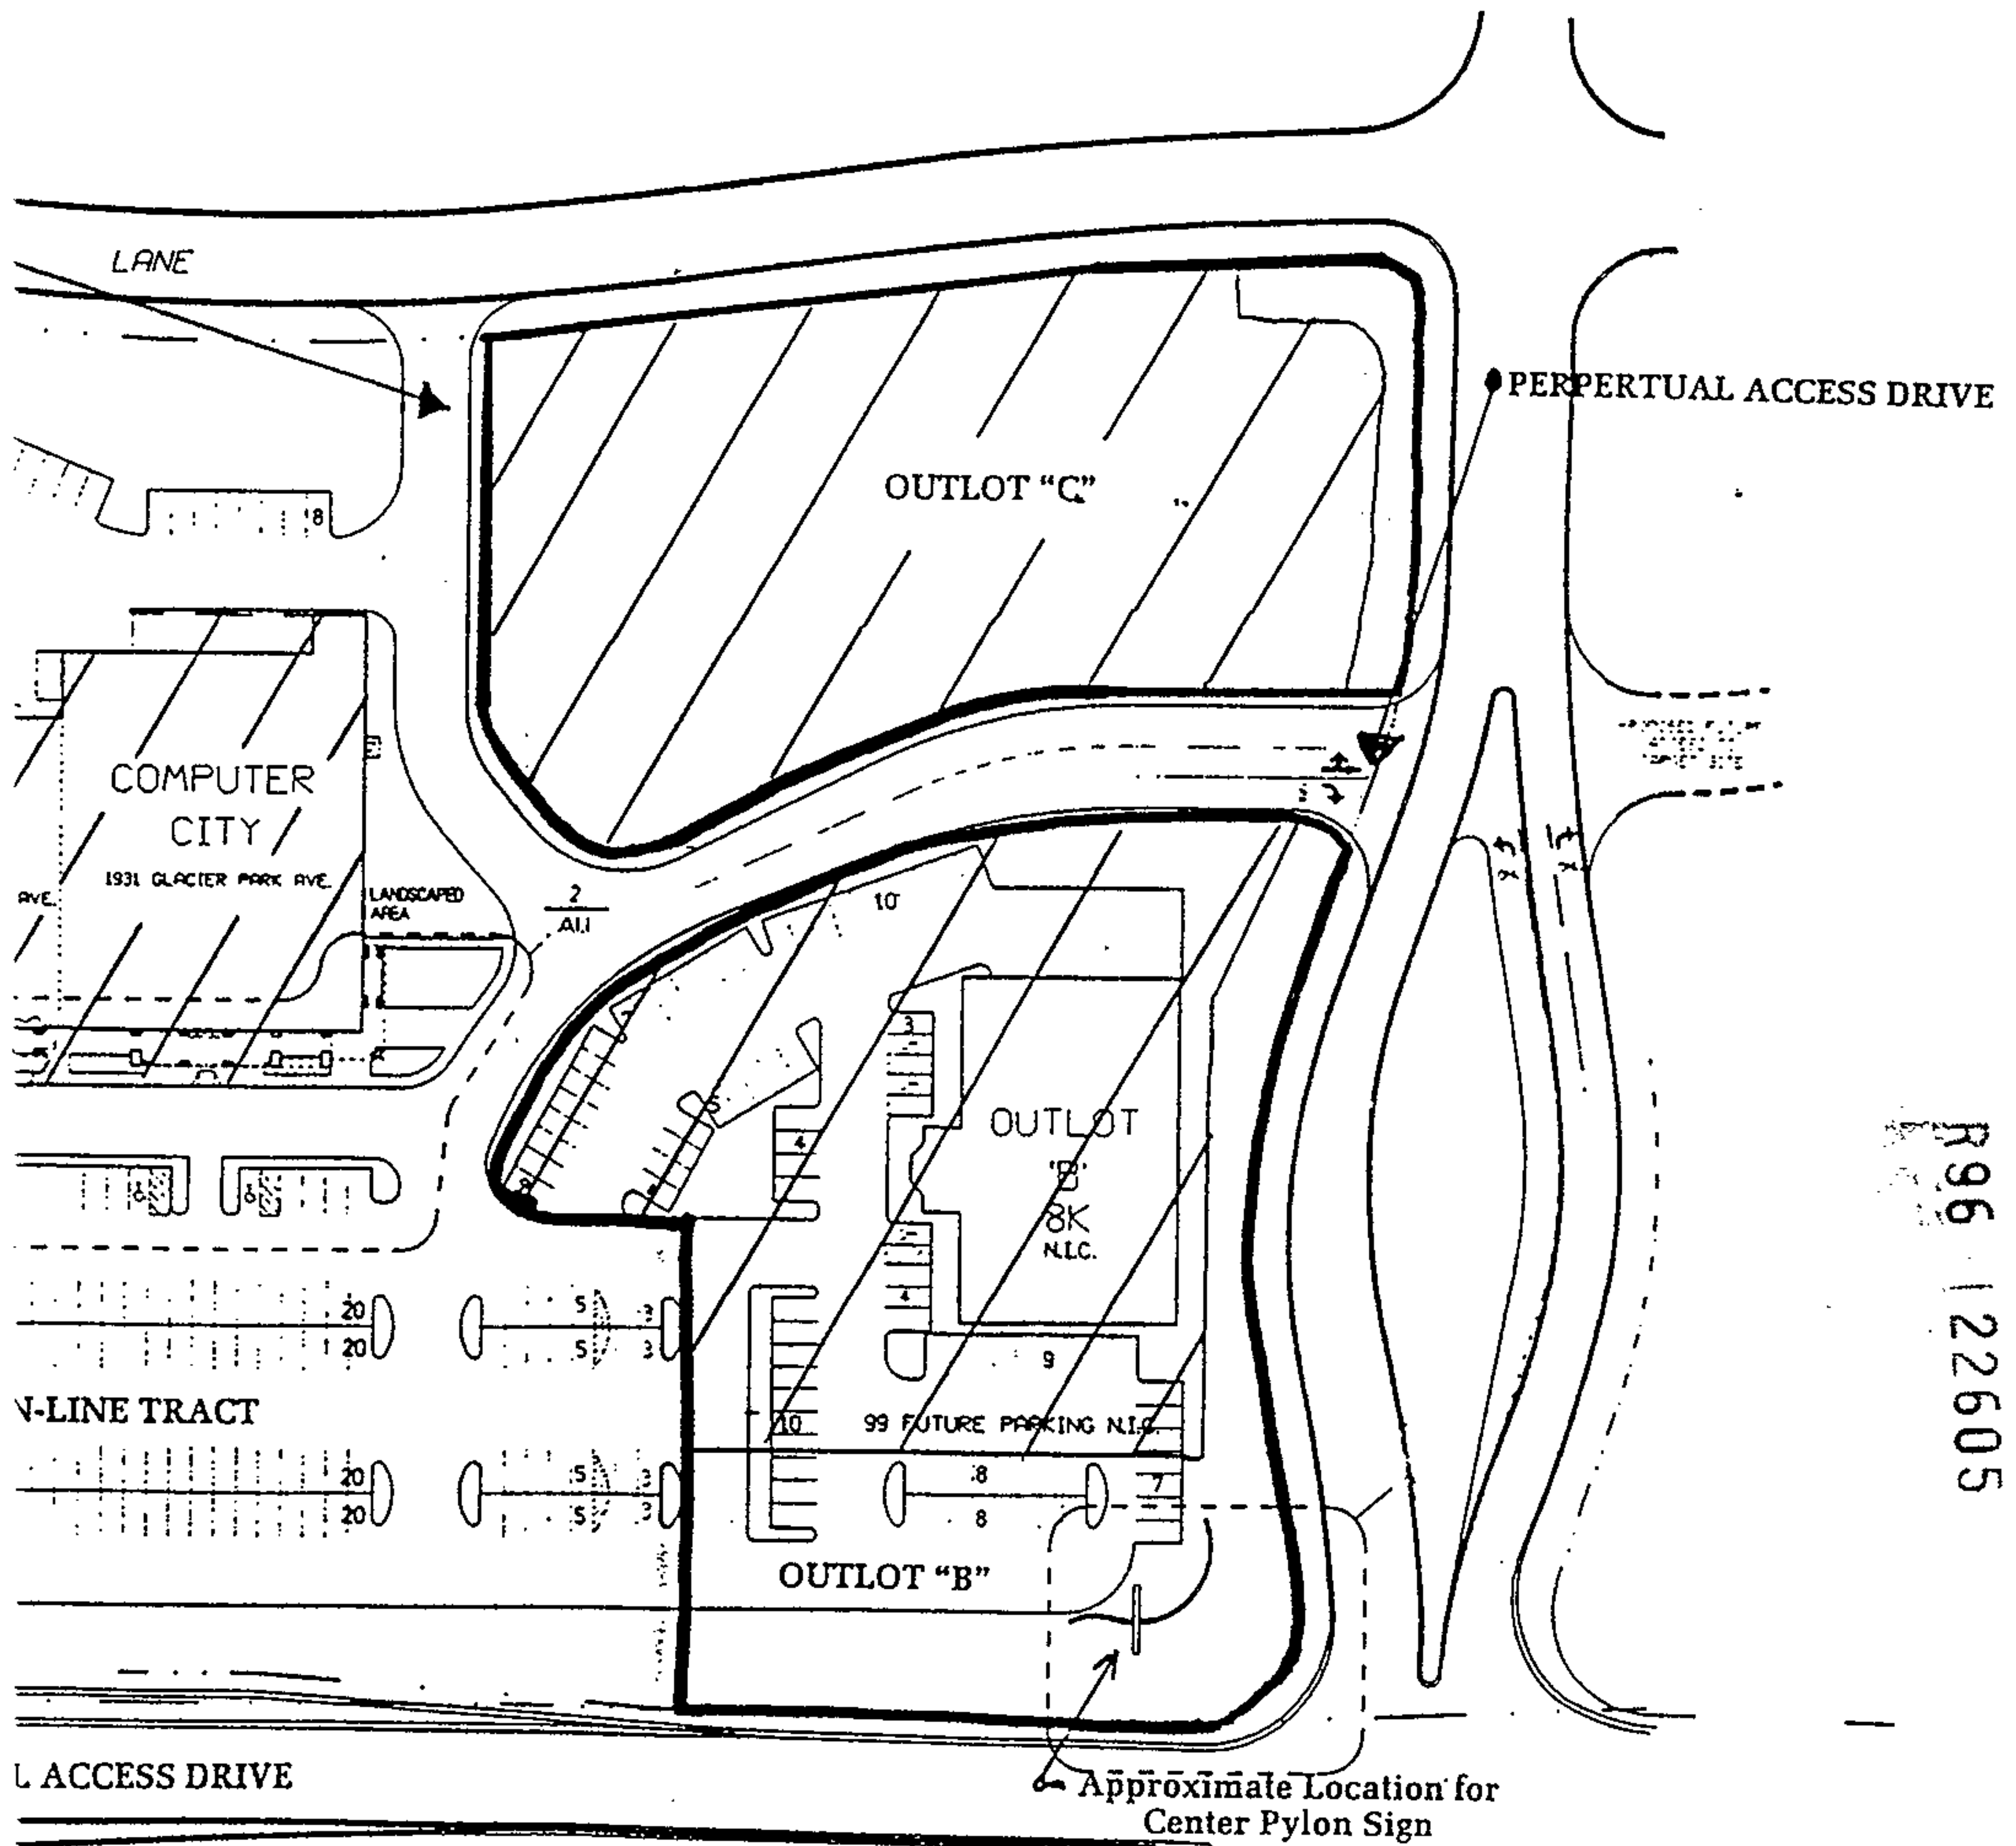 LANE
PERPERTUAL ACCESS DRIVE
OUTLOT “C”
8
COMPUTER
CITY
1931 GLACIER PARK AVE.
AVE.
LANDSCAPED
AREA
2
A1.1
10
3
4
OUTLOT
'B'
8K
N.I.C.
4
20
20
5
5
3
3
9
N-LINE TRACT
10
99 FUTURE PARKING N.I.C.
20
20
5
5
3
3
8
8
7
OUTLOT “B”
L ACCESS DRIVE
Approximate Location for
Center Pylon Sign
R96 122605